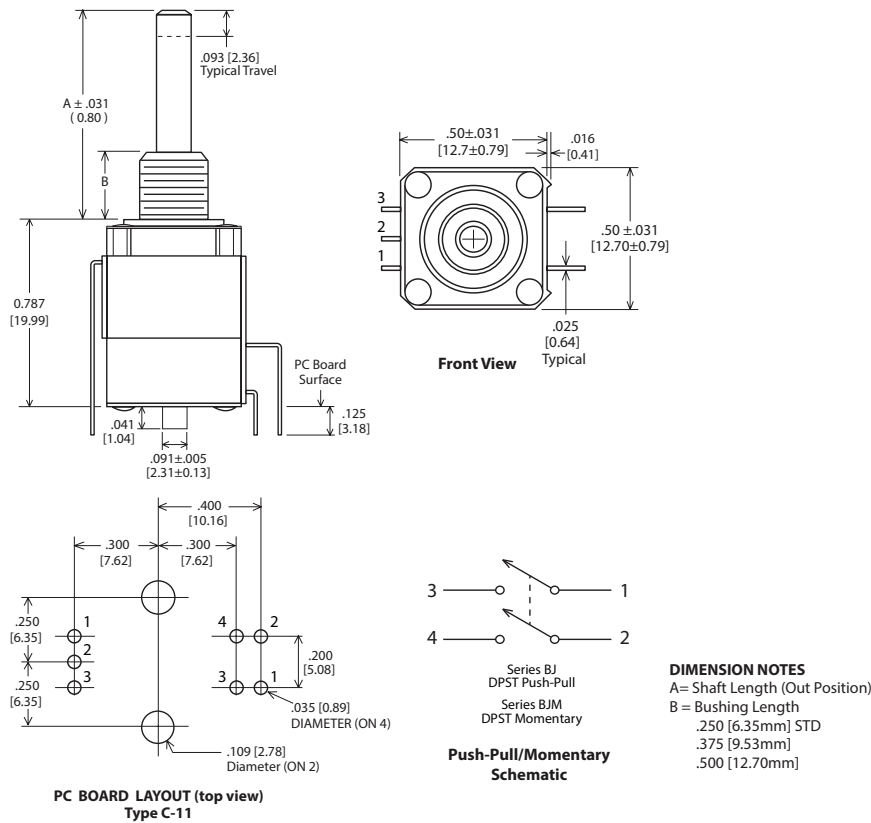 .093 [2.36]
Typical Travel
A ± .031
( 0.80 )
B
0.787
[19.99]
PC Board
Surface
.041
[1.04]
.125
[3.18]
.091±.005
[2.31±0.13]
.50±.031
[12.7±0.79]
.016
[0.41]
3
2
1
.50 ±.031
[12.70±0.79]
.025
[0.64]
Typical
Front View
.400
[10.16]
.300
[7.62]
.300
[7.62]
.250
[6.35]
.250
[6.35]
1
2
3
4
2
3
1
.200
[5.08]
.035 [0.89]
DIAMETER (ON 4)
.109 [2.78]
Diameter (ON 2)
PC BOARD LAYOUT (top view)
Type C-11
3
1
4
2
Series BJ
DPST Push-Pull
Series BJM
DPST Momentary
Push-Pull/Momentary
Schematic
DIMENSION NOTES
A= Shaft Length (Out Position)
B = Bushing Length
.250 [6.35mm] STD
.375 [9.53mm]
.500 [12.70mm]